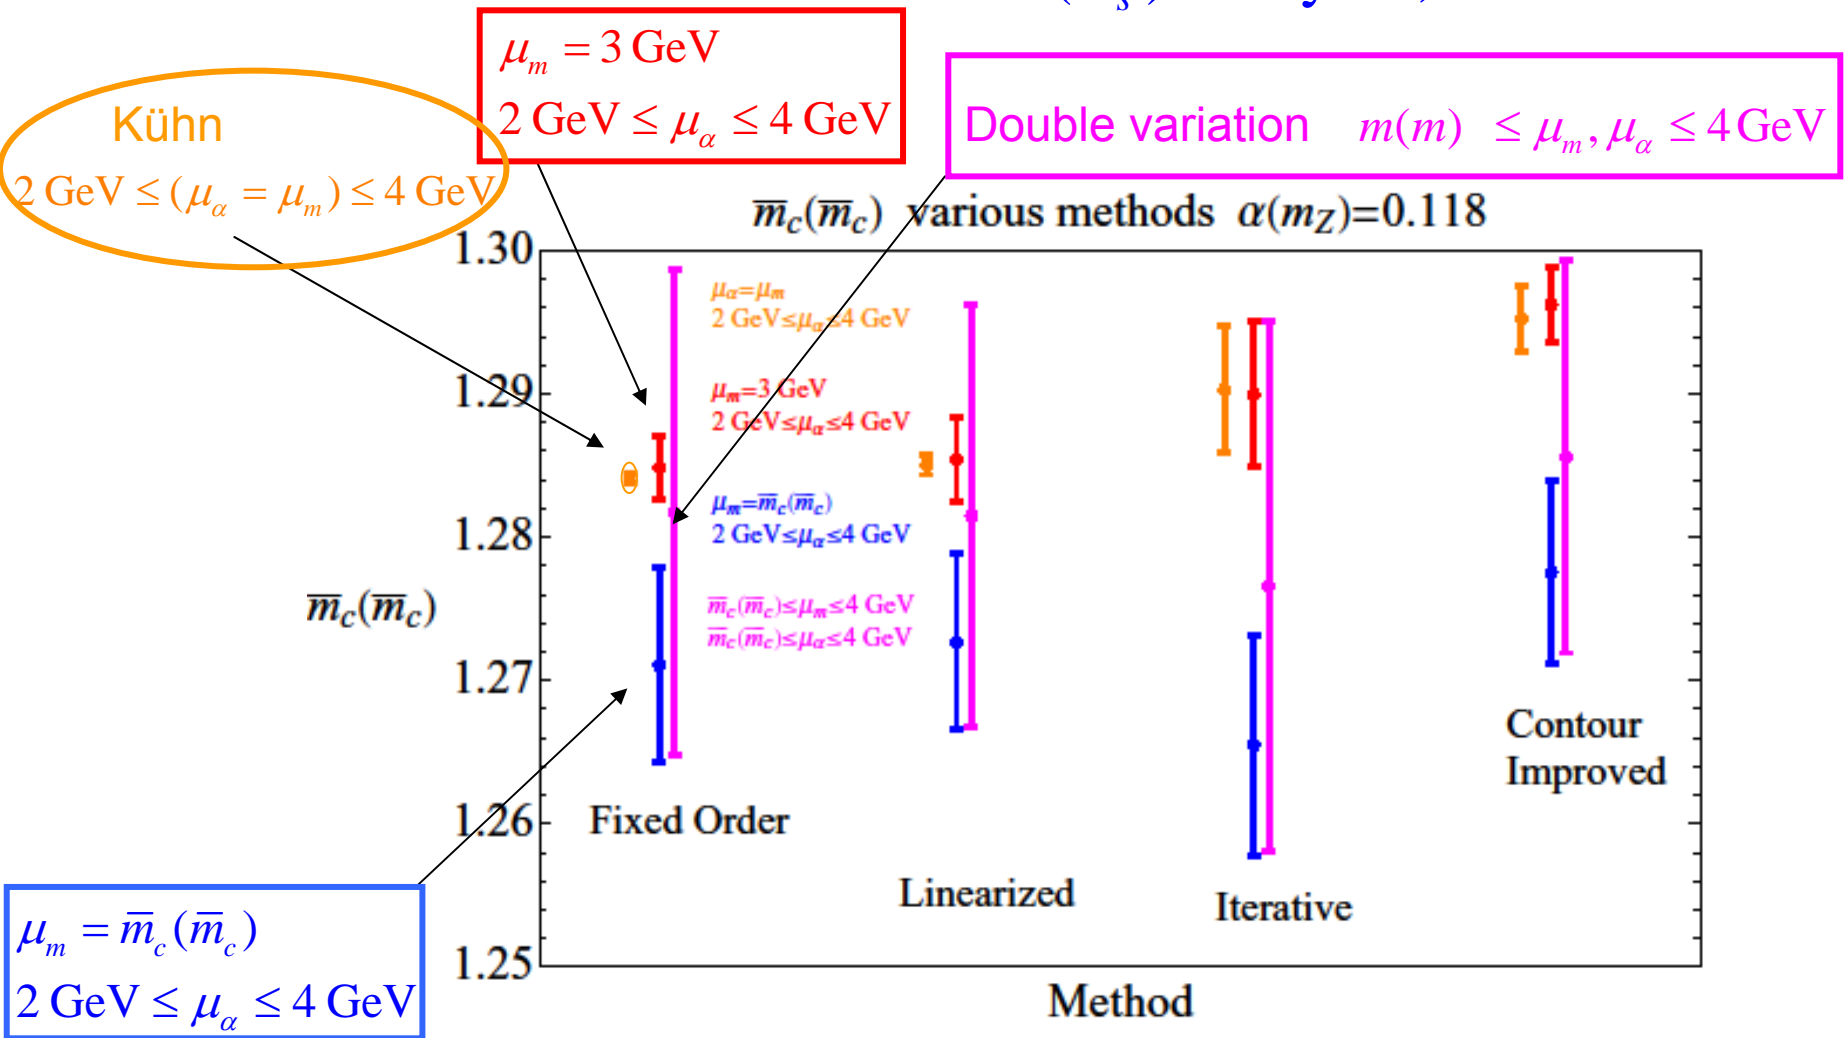 μ_m = 3 GeV
2 GeV ≤ μ_α ≤ 4 GeV
Kühn
2 GeV ≤ (μ_α = μ_m) ≤ 4 GeV
Double variation m(m) ≤ μ_m, μ_α ≤ 4 GeV
m̅_c(m̅_c) various methods α(m_Z)=0.118
1.30
1.29
1.28
1.27
1.26
1.25
m̅_c(m̅_c)
μ_α=μ_m
2 GeV≤μ_α≤4 GeV
μ_m=3 GeV
2 GeV≤μ_α≤4 GeV
μ_m=m̅_c(m̅_c)
2 GeV≤μ_α≤4 GeV
m̅_c(m̅_c)≤μ_m≤4 GeV
m̅_c(m̅_c)≤μ_α≤4 GeV
Fixed Order
Linearized
Iterative
Contour
Improved
Method
μ_m = m̅_c(m̅_c)
2 GeV ≤ μ_α ≤ 4 GeV